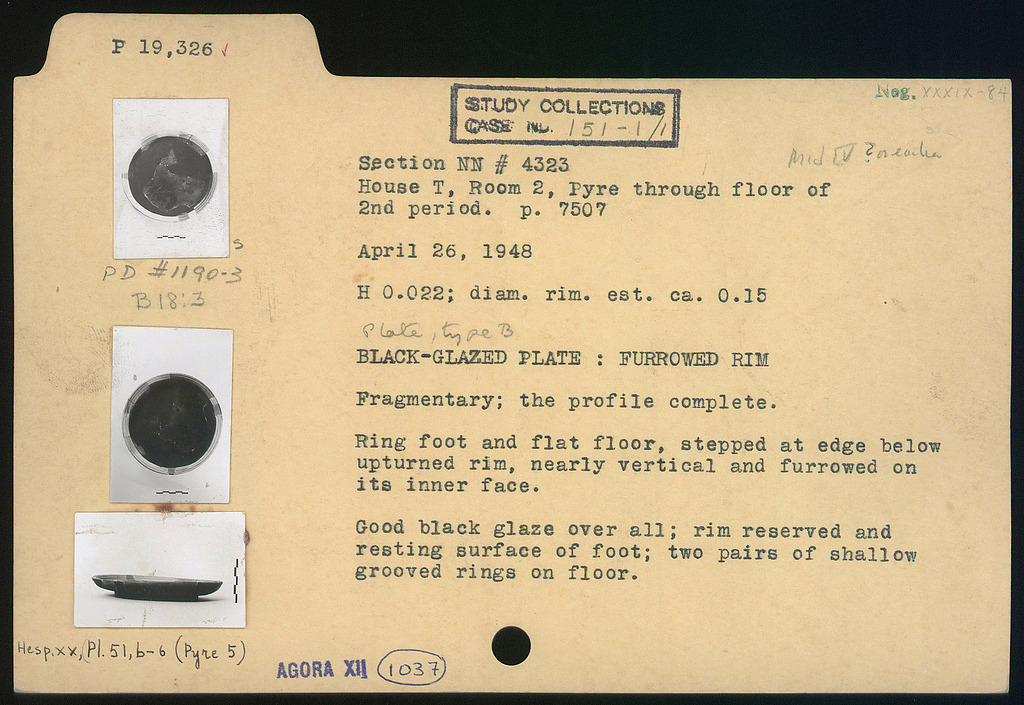 P 19,326 ✓
Neg. XXXIX-84
STUDY COLLECTIONS
CASE NO. 151-1/1
Mid IV ? or earlier
Section NN # 4323
House T, Room 2, Pyre through floor of
2nd period. p. 7507
April 26, 1948
H 0.022; diam. rim. est. ca. 0.15
Plate, type B
BLACK-GLAZED PLATE : FURROWED RIM
Fragmentary; the profile complete.
Ring foot and flat floor, stepped at edge below
upturned rim, nearly vertical and furrowed on
its inner face.
Good black glaze over all; rim reserved and
resting surface of foot; two pairs of shallow
grooved rings on floor.
S
PD #1190-3
B 18:3
Hesp. XX, Pl. 51, b-6 (Pyre 5)
AGORA XII 1037